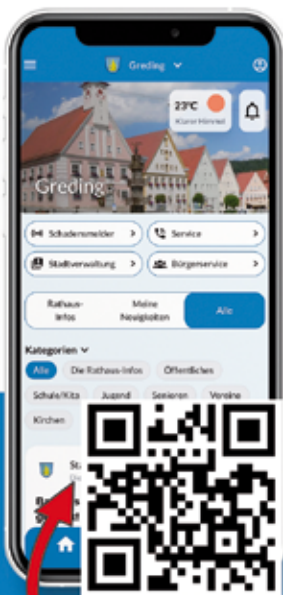 Greding
23°C
Klarer Himmel
Greding
Schadensmelder
Service
Stadtverwaltung
Bürgerservice
Rathaus-
Infos
Meine
Neuigkeiten
Alle
Kategorien
Alle
Die Rathaus-Infos
Öffentliches
Schule/Kita
Jugend
Senioren
Vereine
Kirchen